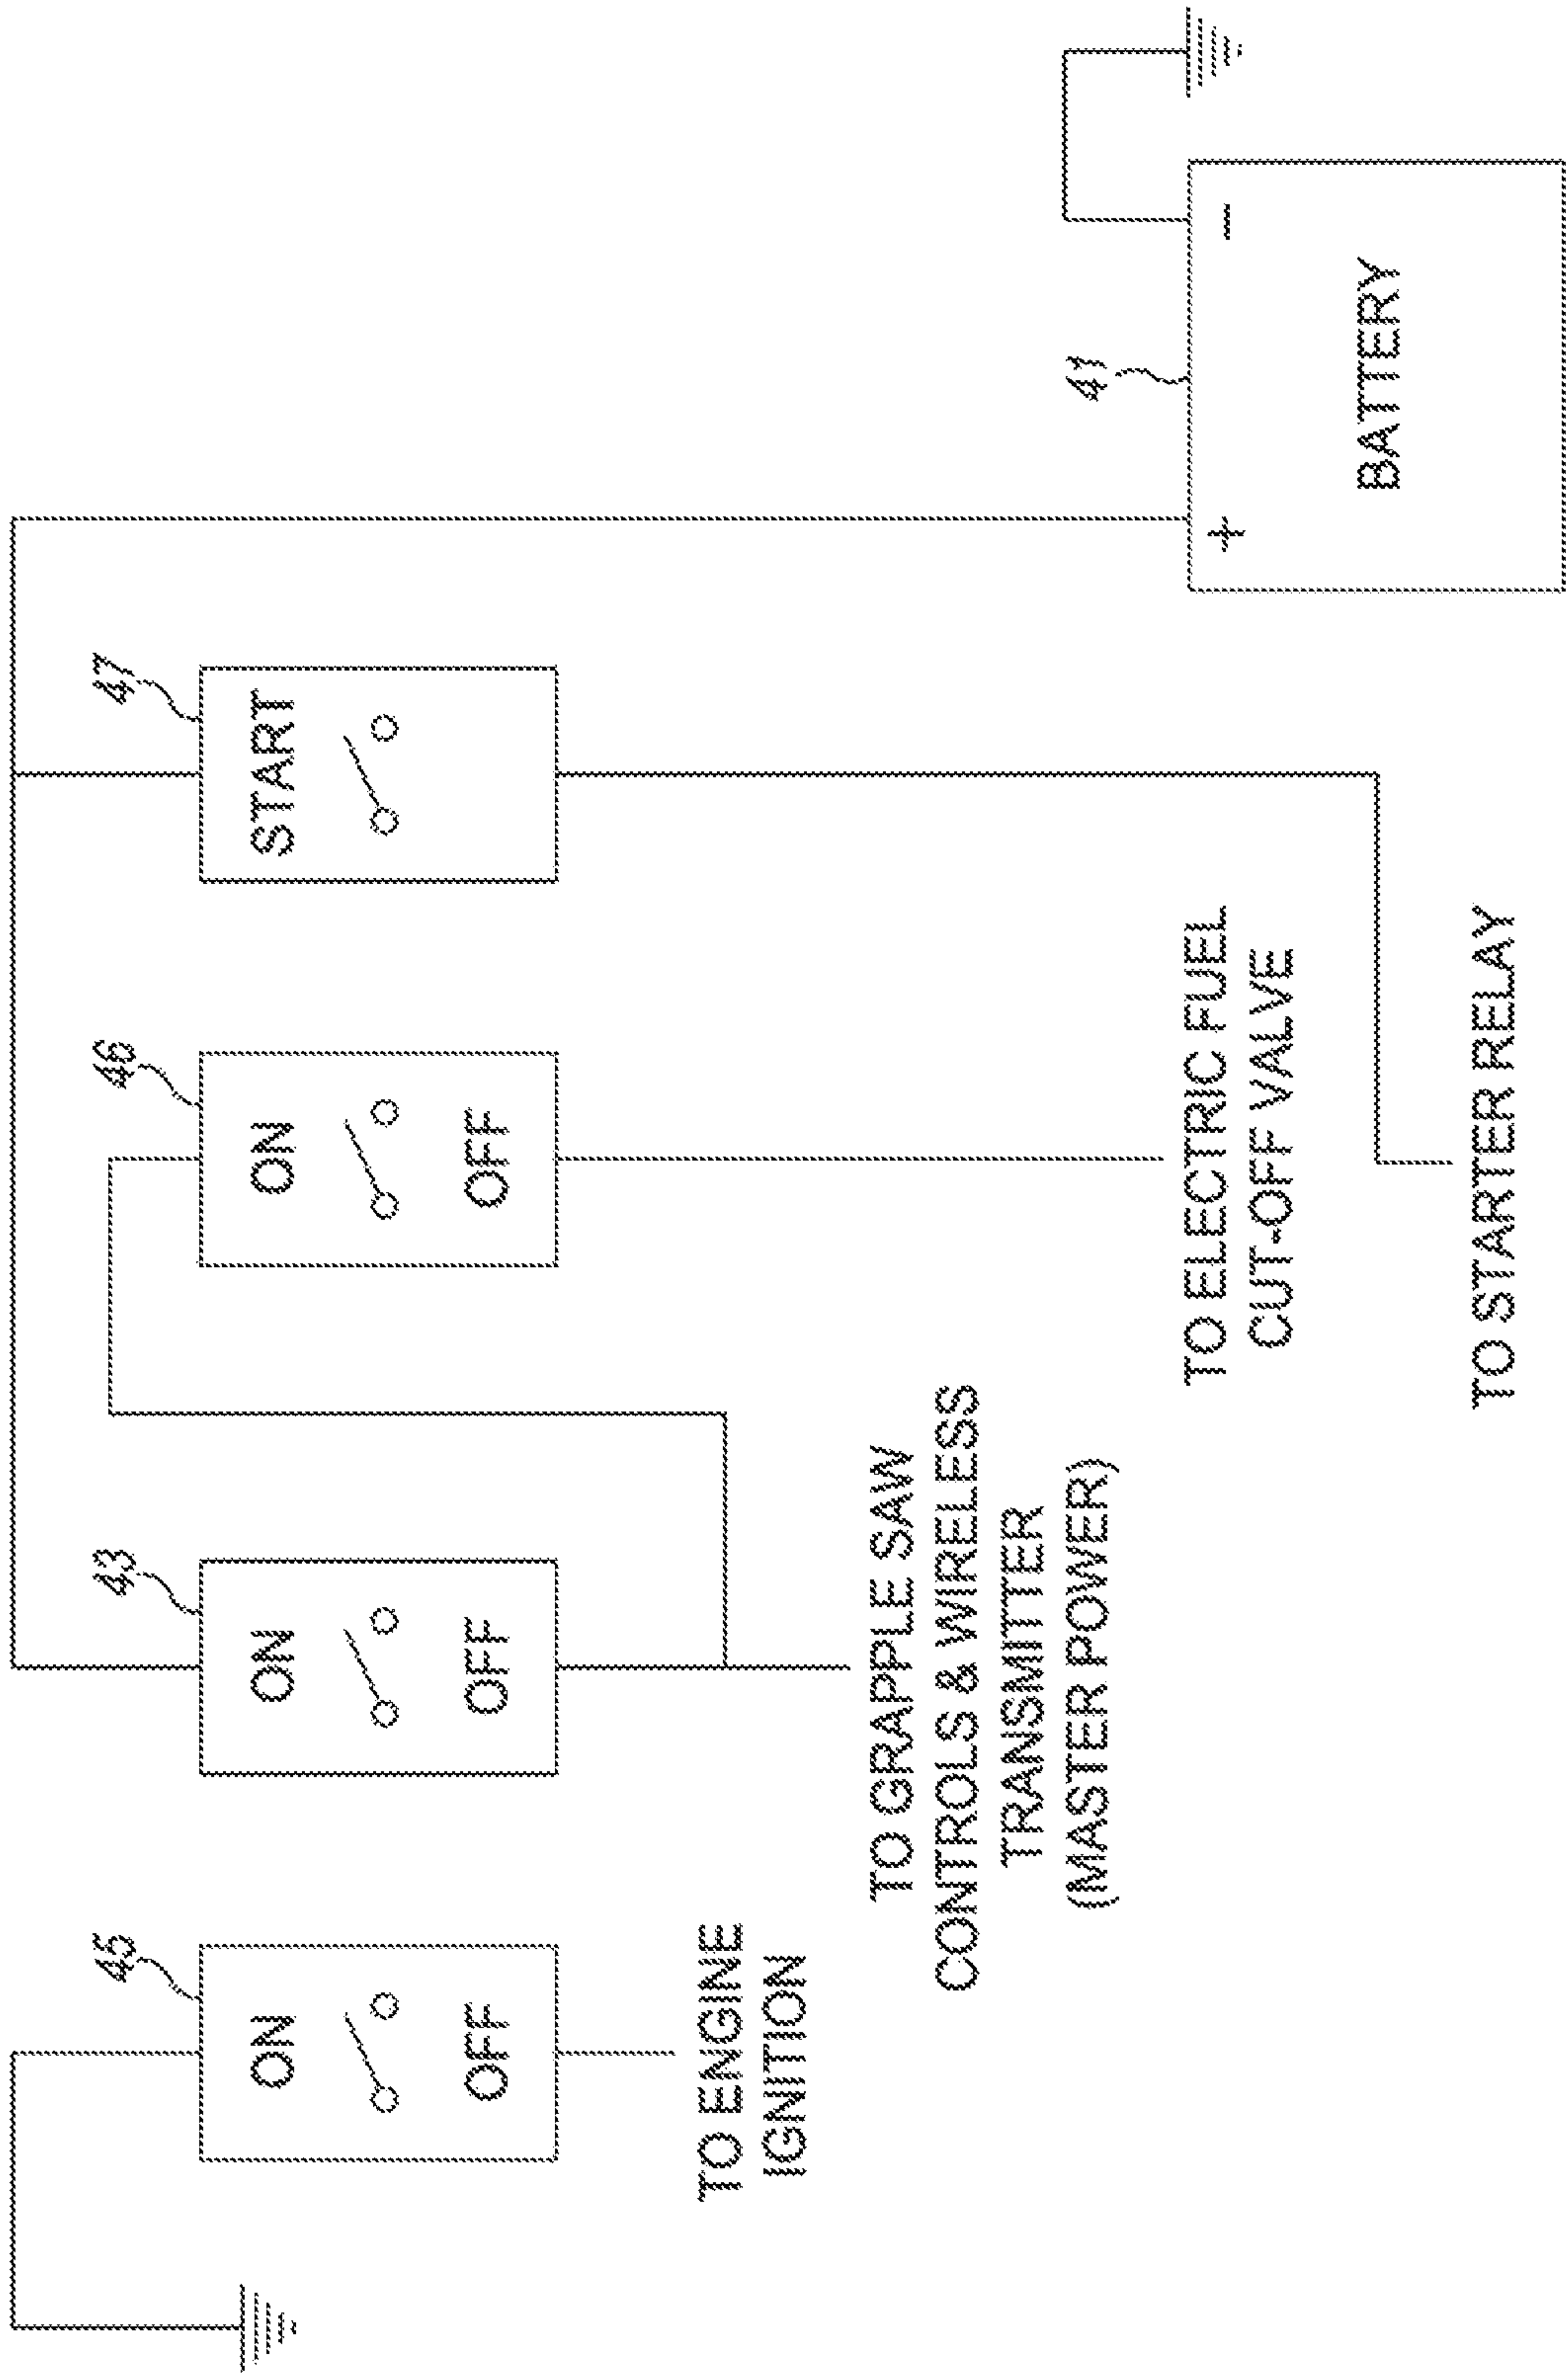 45
ON
OFF
TO ENGINE
IGNITION
43
ON
OFF
TO GRAPPLE SAW
CONTROLS & WIRELESS
TRANSMITTER
(MASTER POWER)
46
ON
OFF
TO ELECTRIC FUEL
CUT-OFF VALVE
47
START
TO STARTER RELAY
41
+
−
BATTERY